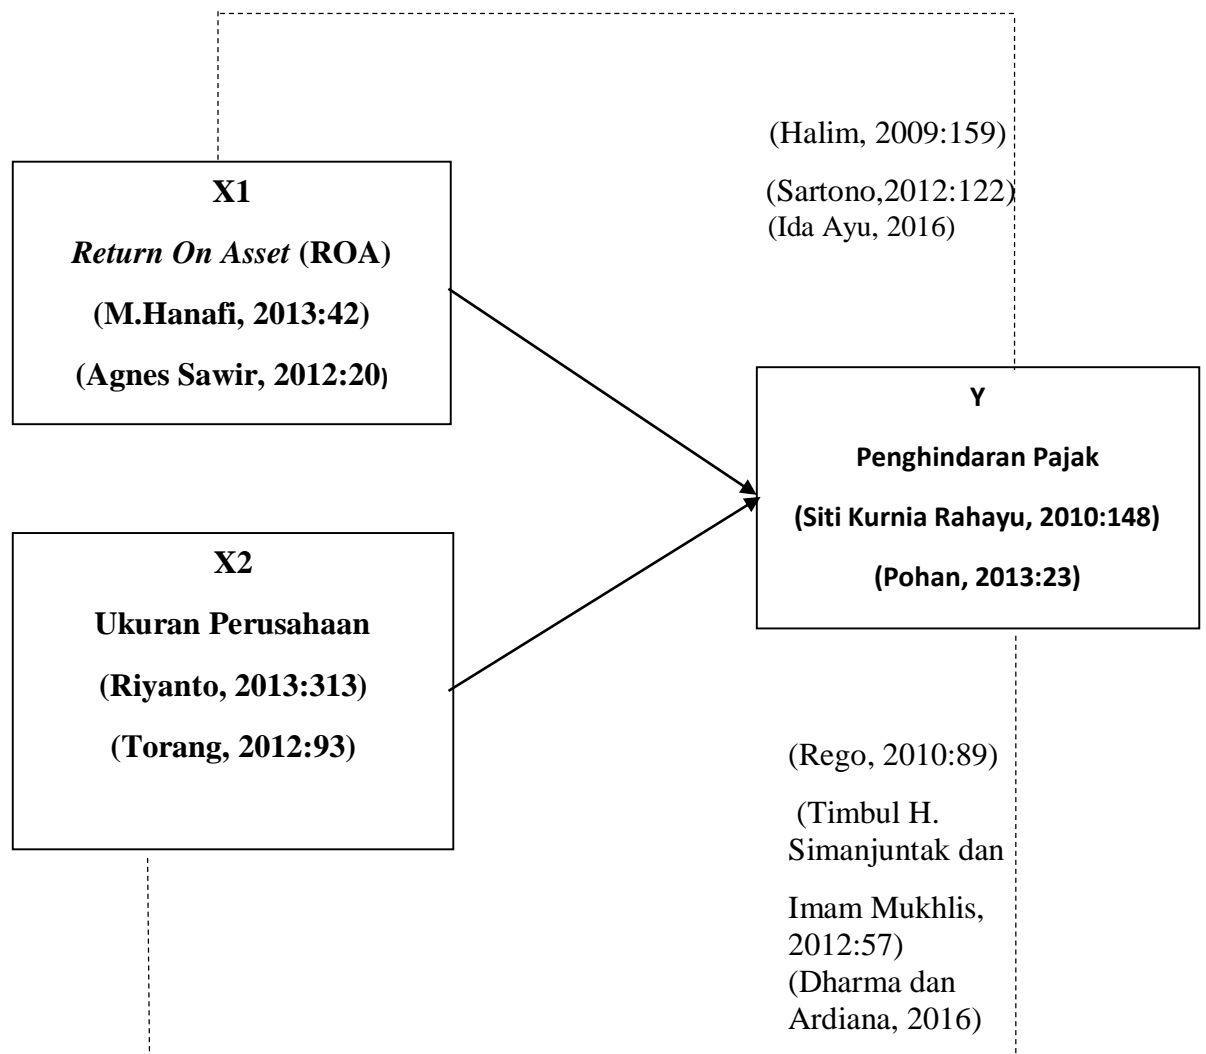 (Halim, 2009:159)
(Sartono,2012:122)
(Ida Ayu, 2016)
X1
Return On Asset (ROA)
(M.Hanafi, 2013:42)
(Agnes Sawir, 2012:20)
Y
Penghindaran Pajak
(Siti Kurnia Rahayu, 2010:148)
(Pohan, 2013:23)
X2
Ukuran Perusahaan
(Riyanto, 2013:313)
(Torang, 2012:93)
(Rego, 2010:89)
(Timbul H.
Simanjuntak dan
Imam Mukhlis,
2012:57)
(Dharma dan
Ardiana, 2016)